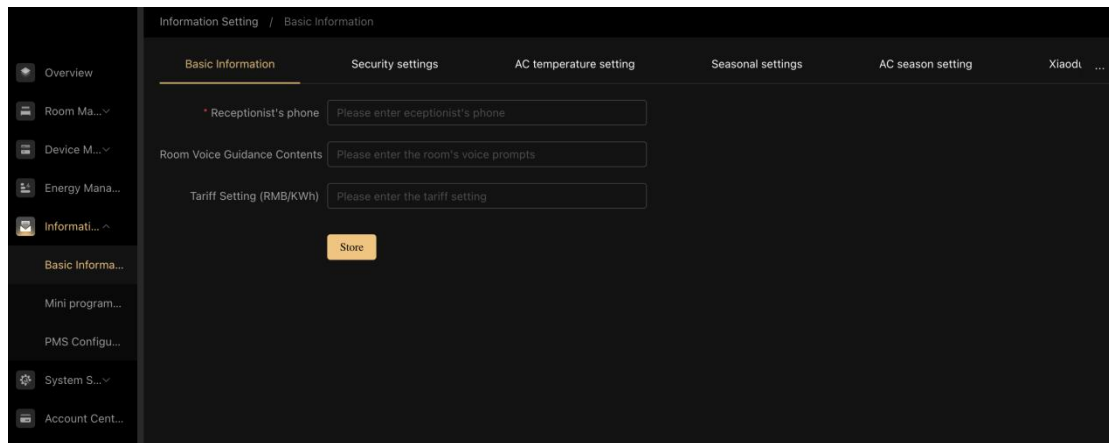 Information Setting / Basic Information
Overview
Room Ma...
Device M...
Energy Mana...
Informati...
Basic Informa...
Mini program...
PMS Configu...
System S...
Account Cent...
Basic Information Security settings AC temperature setting Seasonal settings AC season setting Xiaodu ...
* Receptionist's phone Please enter eceptionist's phone
Room Voice Guidance Contents Please enter the room's voice prompts
Tariff Setting (RMB/KWh) Please enter the tariff setting
Store